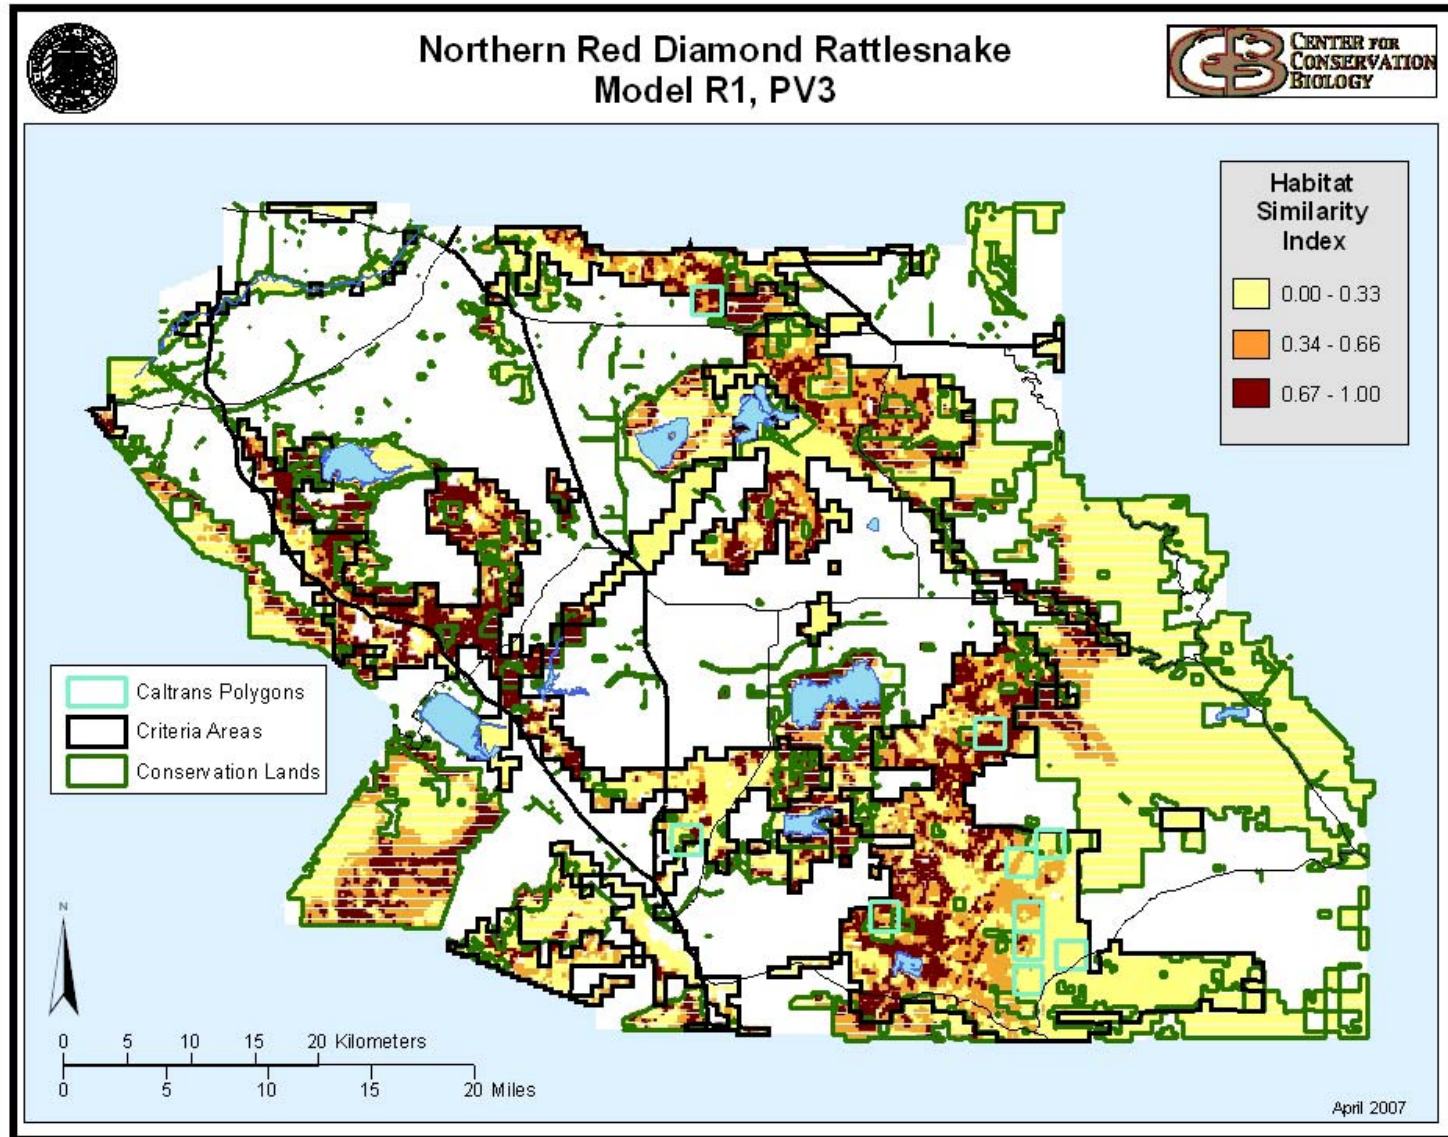 Northern Red Diamond Rattlesnake
Model R1, PV3
CENTER FOR
CONSERVATION
BIOLOGY
Habitat
Similarity
Index
0.00 - 0.33
0.34 - 0.66
0.67 - 1.00
Caltrans Polygons
Criteria Areas
Conservation Lands
N
0 5 10 15 20 Kilometers
0 5 10 15 20 Miles
April 2007